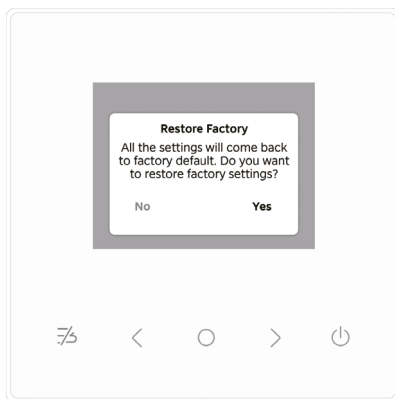 Restore Factory
All the settings will come back
to factory default. Do you want
to restore factory settings?
No Yes